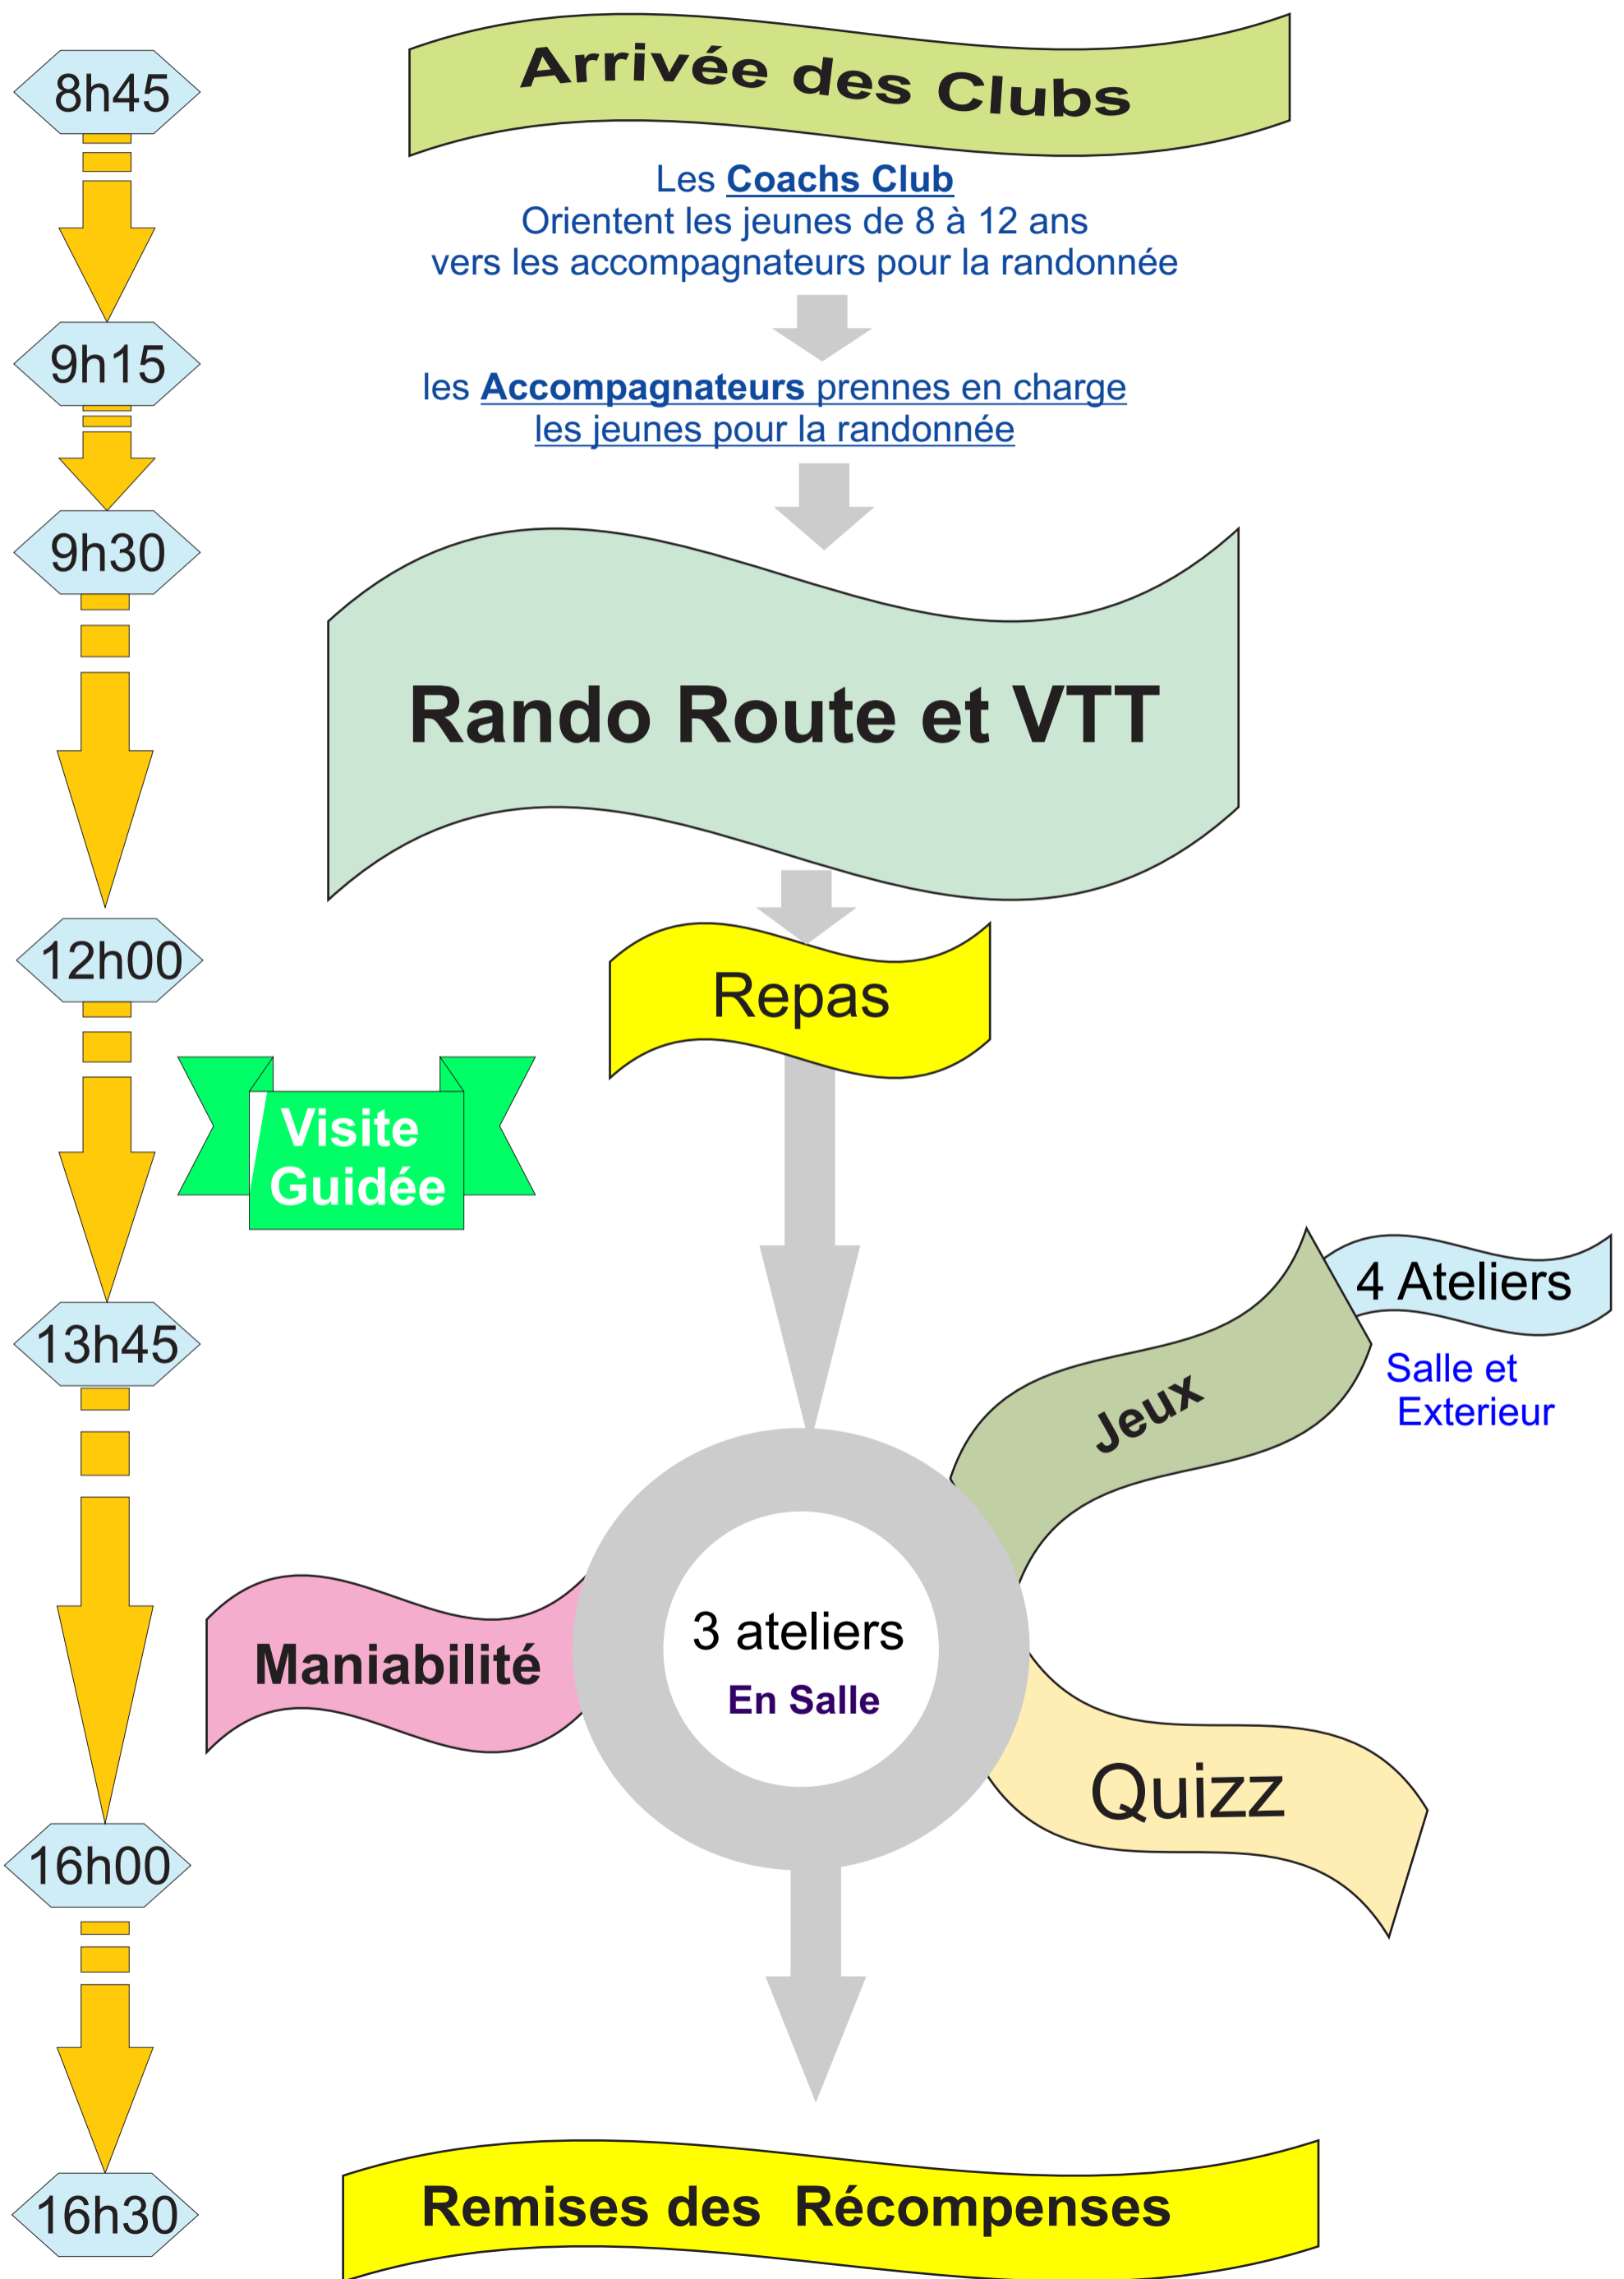 8h45
Arrivée des Clubs
Les Coachs Club
Orientent les jeunes de 8 à 12 ans
vers les accompagnateurs pour la randonnée
9h15
les Accompagnateurs prennes en charge
les jeunes pour la randonnée
9h30
Rando Route et VTT
12h00
Repas
Visite
Guidée
13h45
4 Ateliers
Salle et
Exterieur
Jeux
3 ateliers
En Salle
Maniabilité
Quizz
16h00
16h30
Remises des Récompenses